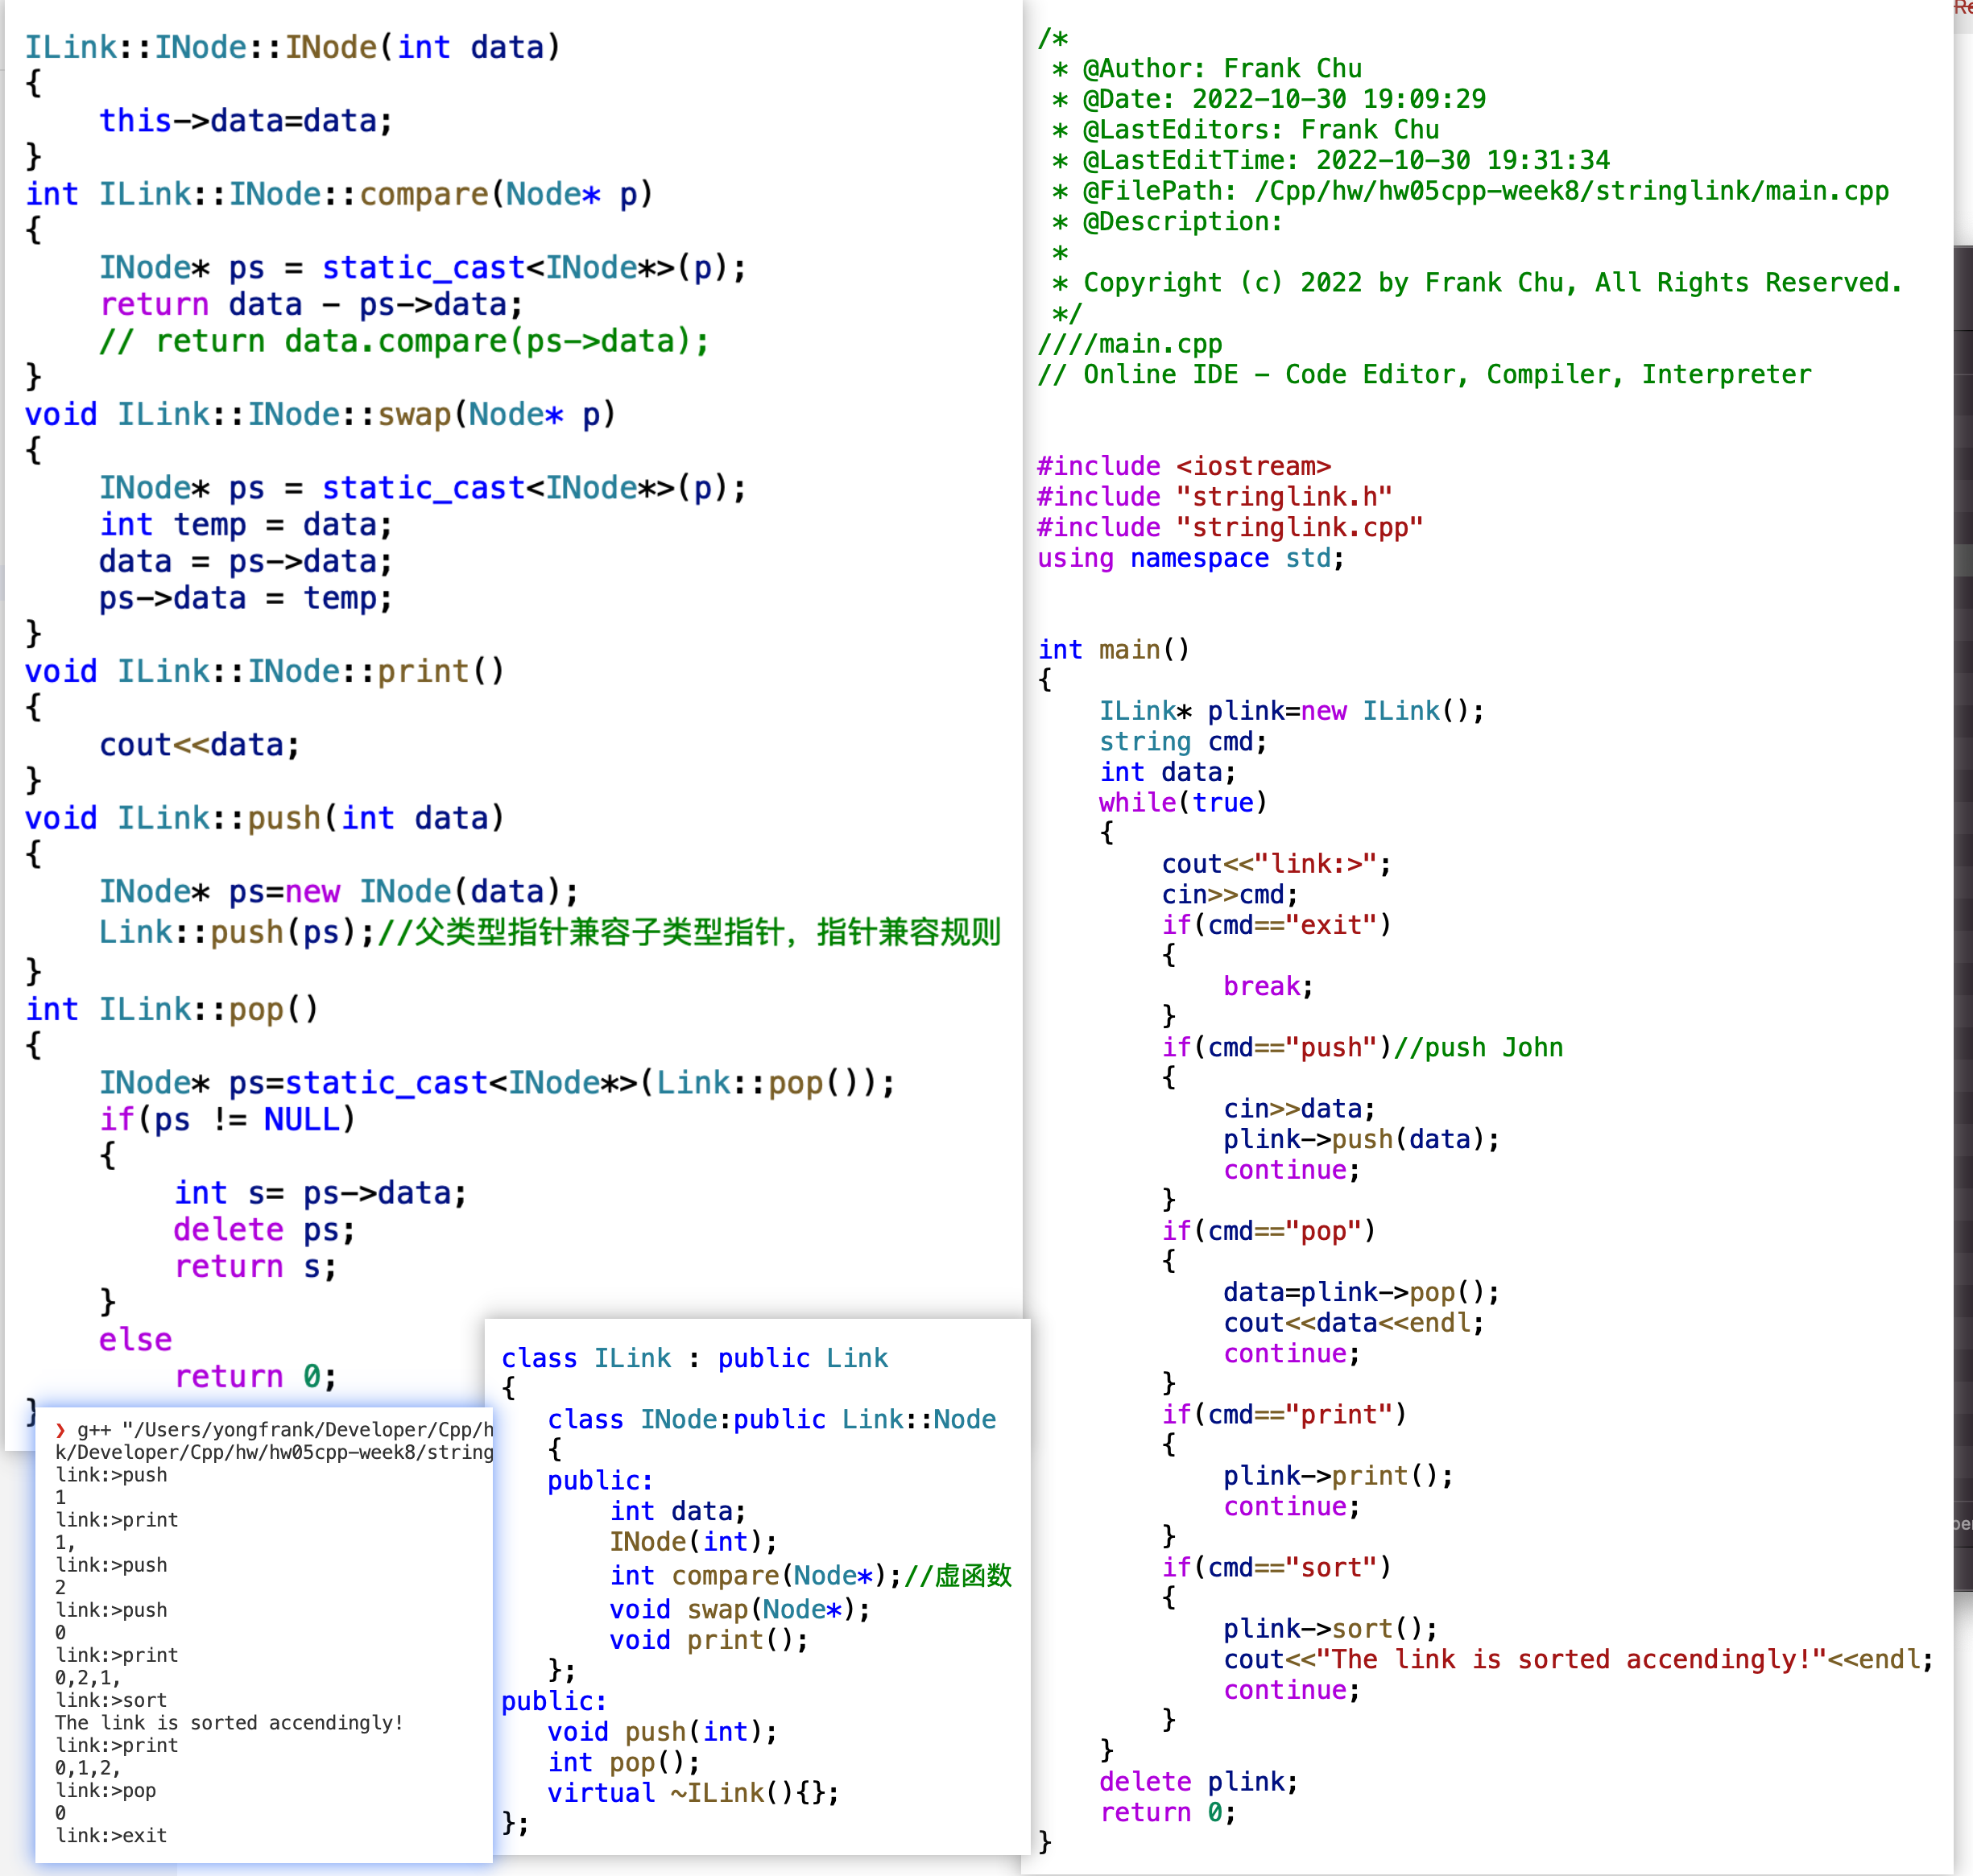 ILink::INode::INode(int data)
{
    this->data=data;
}
int ILink::INode::compare(Node* p)
{
    INode* ps = static_cast<INode*>(p);
    return data - ps->data;
    // return data.compare(ps->data);
}
void ILink::INode::swap(Node* p)
{
    INode* ps = static_cast<INode*>(p);
    int temp = data;
    data = ps->data;
    ps->data = temp;
}
void ILink::INode::print()
{
    cout<<data;
}
void ILink::push(int data)
{
    INode* ps=new INode(data);
    Link::push(ps);//父类型指针兼容子类型指针，指针兼容规则
}
int ILink::pop()
{
    INode* ps=static_cast<INode*>(Link::pop());
    if(ps != NULL)
    {
        int s= ps->data;
        delete ps;
        return s;
    }
    else
        return 0;
}
❯ g++ "/Users/yongfrank/Developer/Cpp/h
k/Developer/Cpp/hw/hw05cpp-week8/string
link:>push
1
link:>print
1,
link:>push
2
link:>push
0
link:>print
0,2,1,
link:>sort
The link is sorted accendingly!
link:>print
0,1,2,
link:>pop
0
link:>exit
class ILink : public Link
{
   class INode:public Link::Node
   {
   public:
       int data;
       INode(int);
       int compare(Node*);//虚函数
       void swap(Node*);
       void print();
   };
public:
   void push(int);
   int pop();
   virtual ~ILink(){};
};
/*
 * @Author: Frank Chu
 * @Date: 2022-10-30 19:09:29
 * @LastEditors: Frank Chu
 * @LastEditTime: 2022-10-30 19:31:34
 * @FilePath: /Cpp/hw/hw05cpp-week8/stringlink/main.cpp
 * @Description:
 *
 * Copyright (c) 2022 by Frank Chu, All Rights Reserved.
 */
////main.cpp
// Online IDE - Code Editor, Compiler, Interpreter
#include <iostream>
#include "stringlink.h"
#include "stringlink.cpp"
using namespace std;
int main()
{
    ILink* plink=new ILink();
    string cmd;
    int data;
    while(true)
    {
        cout<<"link:>";
        cin>>cmd;
        if(cmd=="exit")
        {
            break;
        }
        if(cmd=="push")//push John
        {
            cin>>data;
            plink->push(data);
            continue;
        }
        if(cmd=="pop")
        {
            data=plink->pop();
            cout<<data<<endl;
            continue;
        }
        if(cmd=="print")
        {
            plink->print();
            continue;
        }
        if(cmd=="sort")
        {
            plink->sort();
            cout<<"The link is sorted accendingly!"<<endl;
            continue;
        }
    }
    delete plink;
    return 0;
}